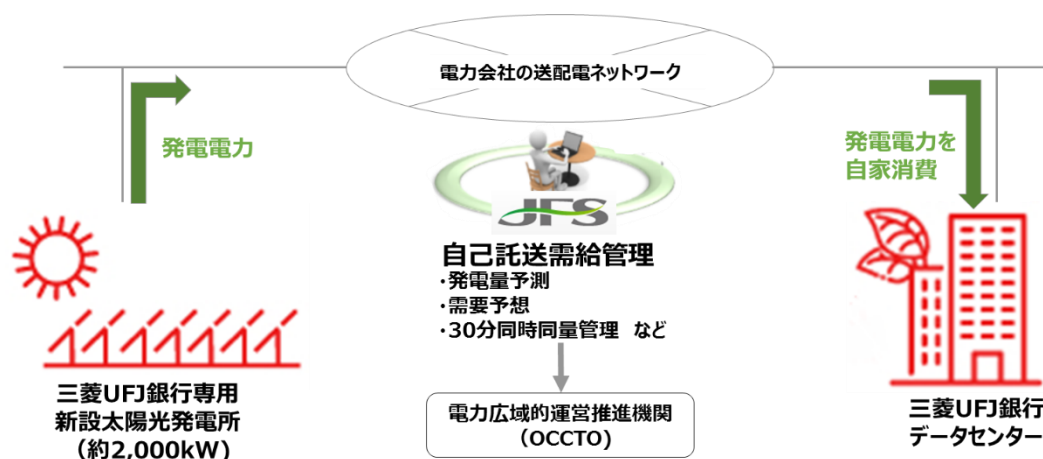 電力会社の送配電ネットワーク
発電電力
発電電力を
自家消費
JFS
自己託送需給管理
・発電量予測
・需要予想
・30分同時同量管理 など
三菱UFJ銀行専用
新設太陽光発電所
（約2,000kW）
電力広域的運営推進機関
（OCCTO）
三菱UFJ銀行
データセンター